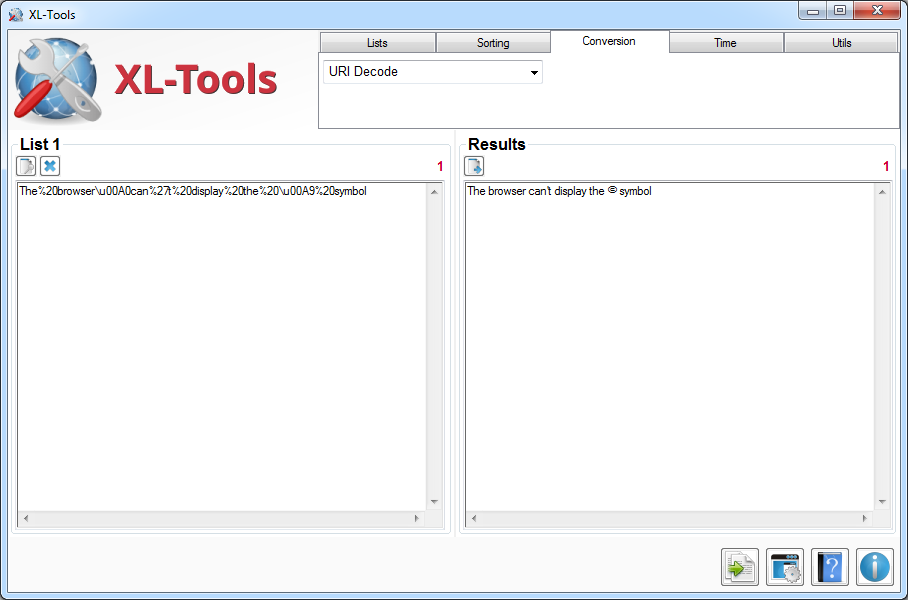 XL-Tools
XL-Tools
Lists
Sorting
Conversion
Time
Utils
URI Decode
List 1
1
The%20browser\u00A0can%27t%20display%20the%20\u00A9%20symbol
Results
1
The browser can't display the © symbol